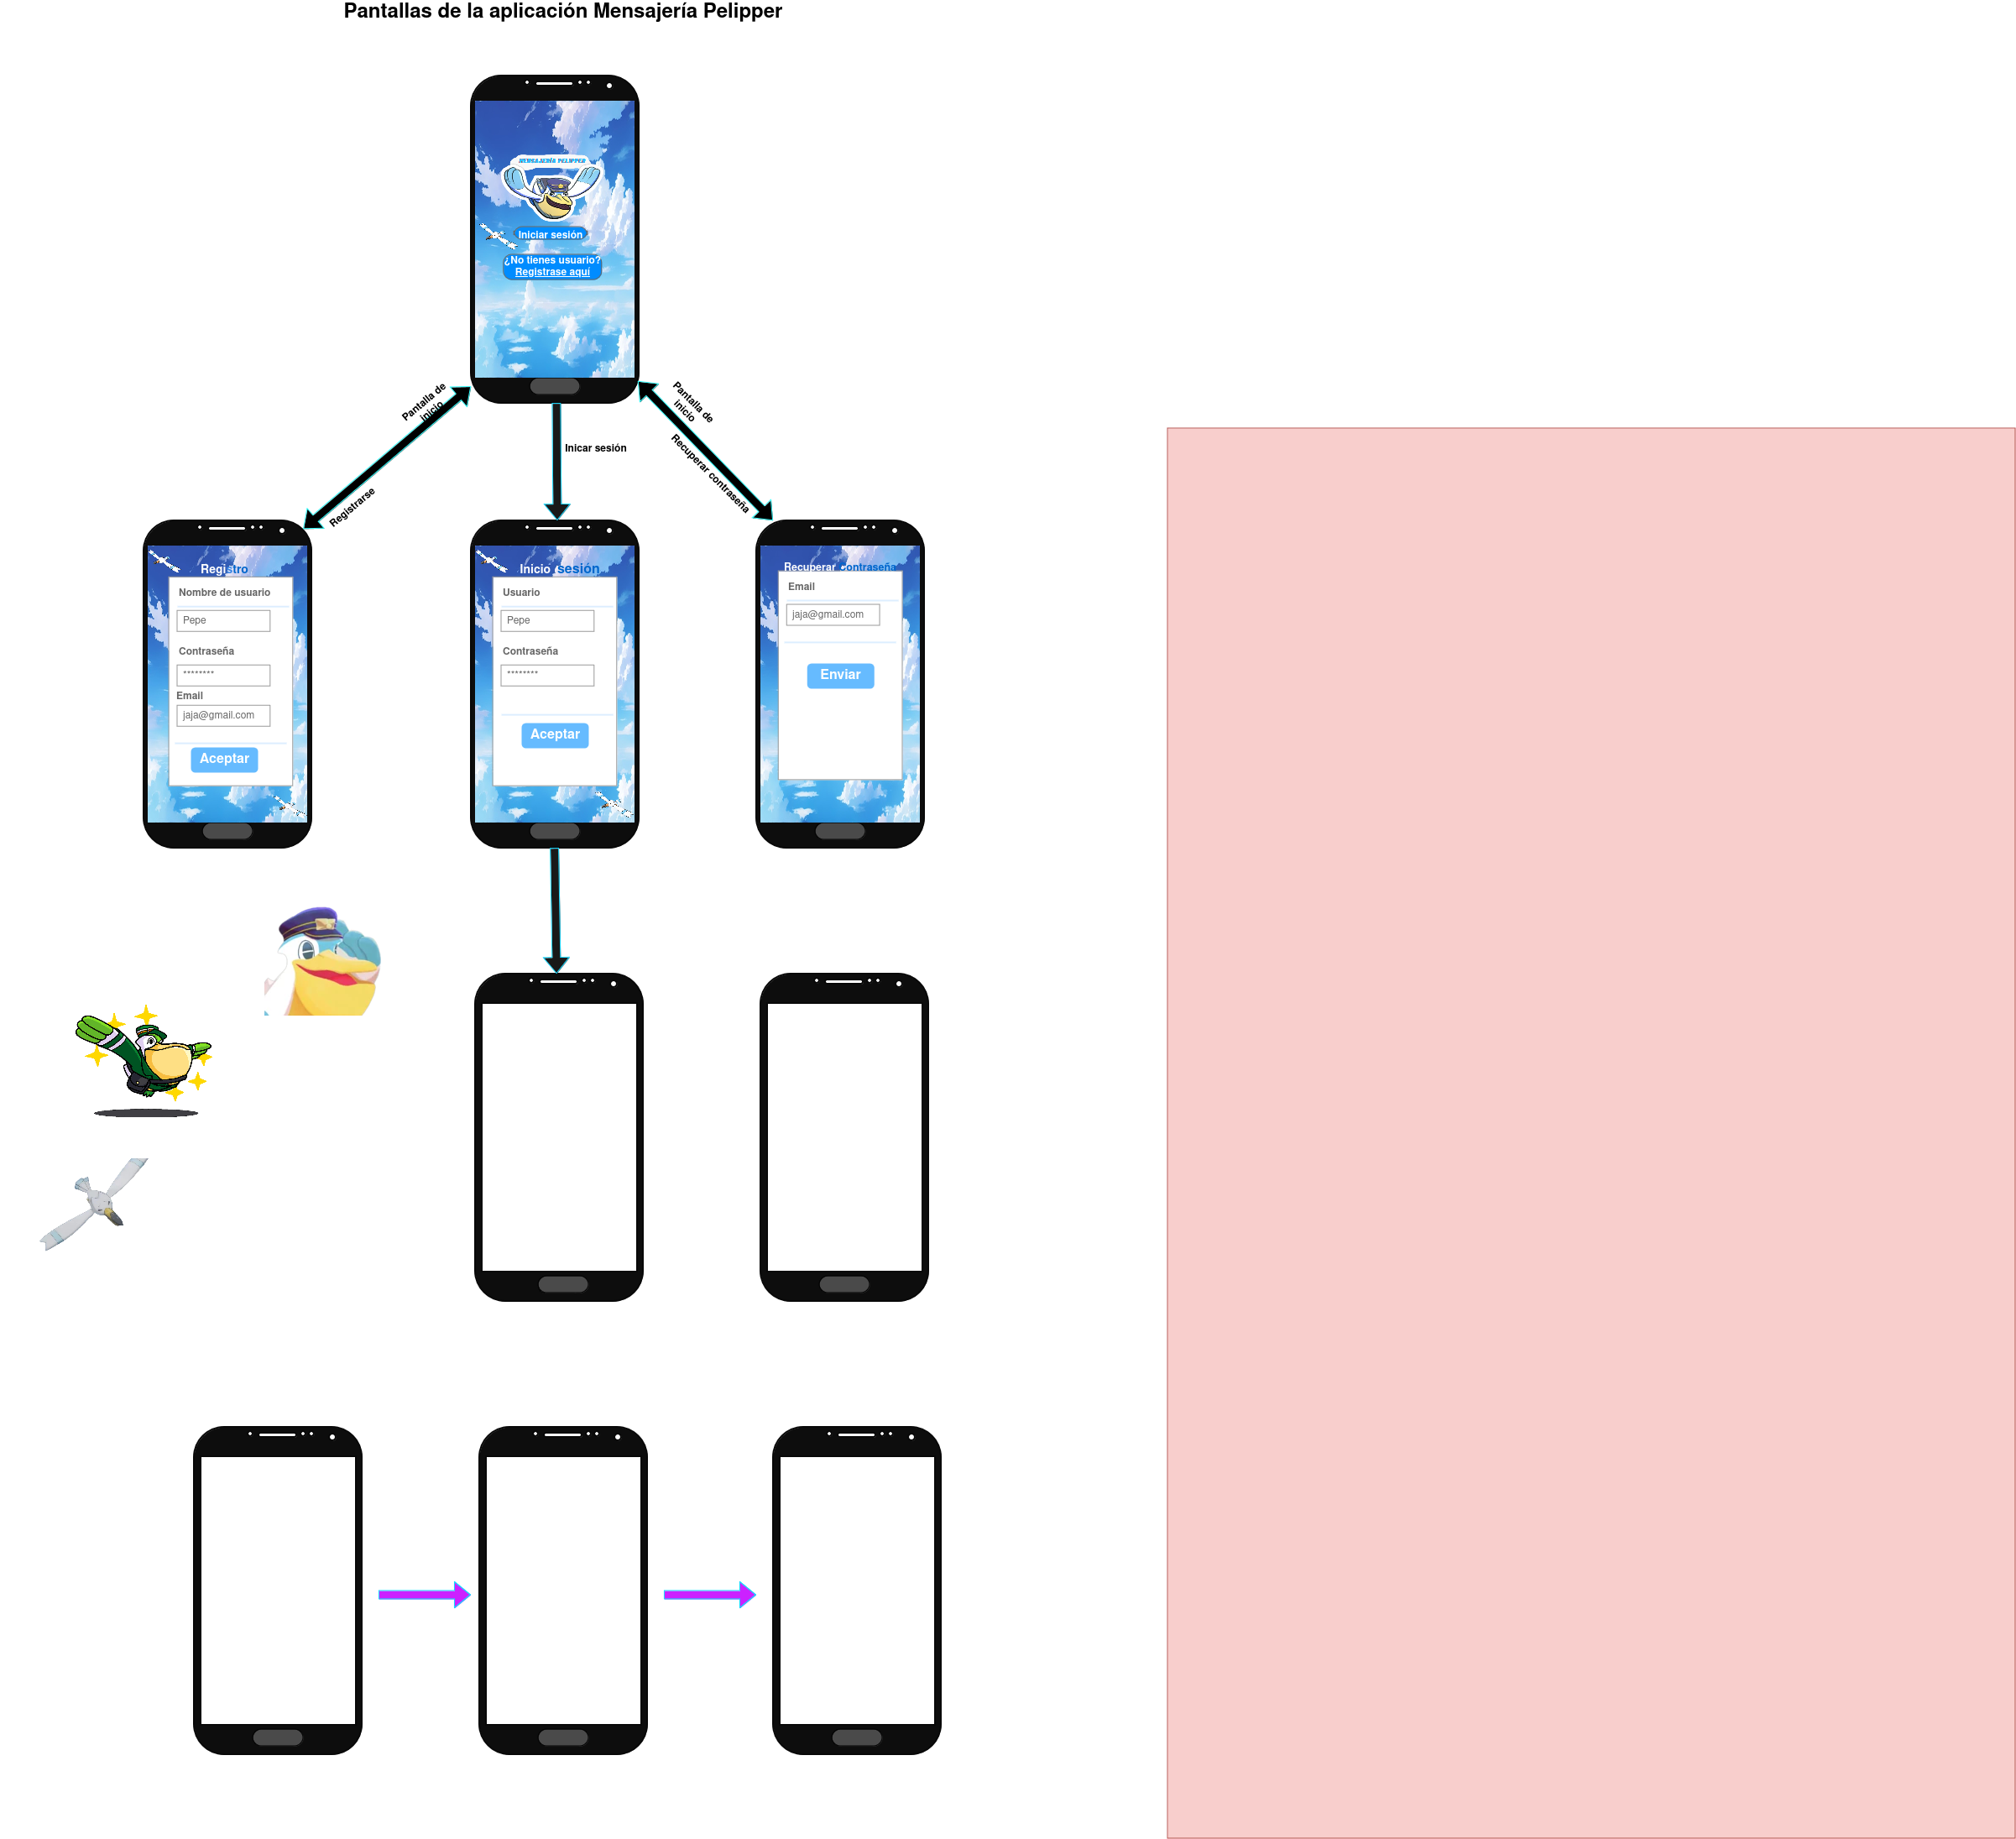 Pantallas de la aplicación Mensajería Pelipper
MENSAJERÍA PELIPPER
Iniciar sesión
¿No tienes usuario?
Registrase aquí
Pantalla de
inicio
Registrarse
Inicar sesión
Pantalla de
inicio
Recuperar contraseña
Registro
Nombre de usuario
Pepe
Contraseña
********
Email
jaja@gmail.com
Aceptar
Inicio sesión
Usuario
Pepe
Contraseña
********
Aceptar
Recuperar contraseña
Email
jaja@gmail.com
Enviar